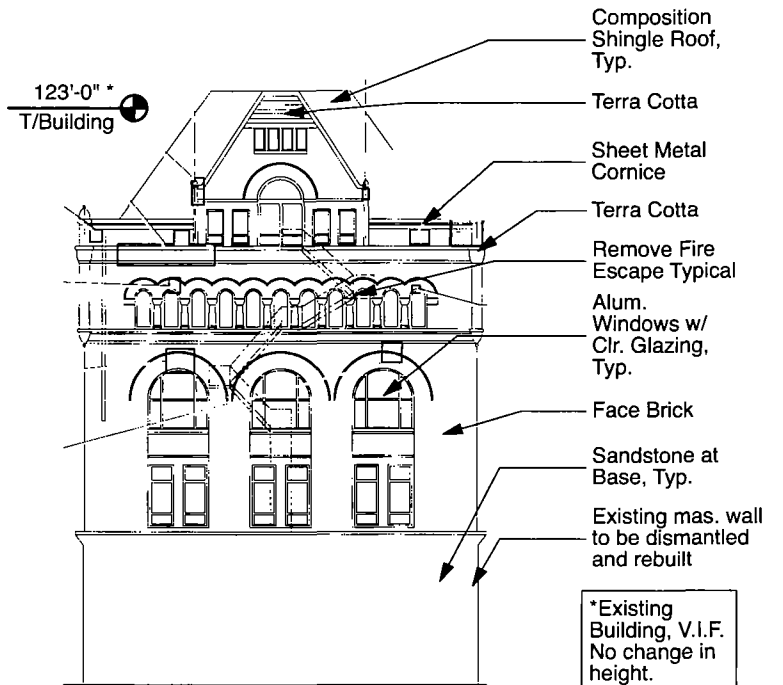 Composition
Shingle Roof,
Typ.
123'-0" *
T/Building
Terra Cotta
Sheet Metal
Cornice
Terra Cotta
Remove Fire
Escape Typical
Alum.
Windows w/
Clr. Glazing,
Typ.
Face Brick
Sandstone at
Base, Typ.
Existing mas. wall
to be dismantled
and rebuilt
*Existing
Building, V.I.F.
No change in
height.